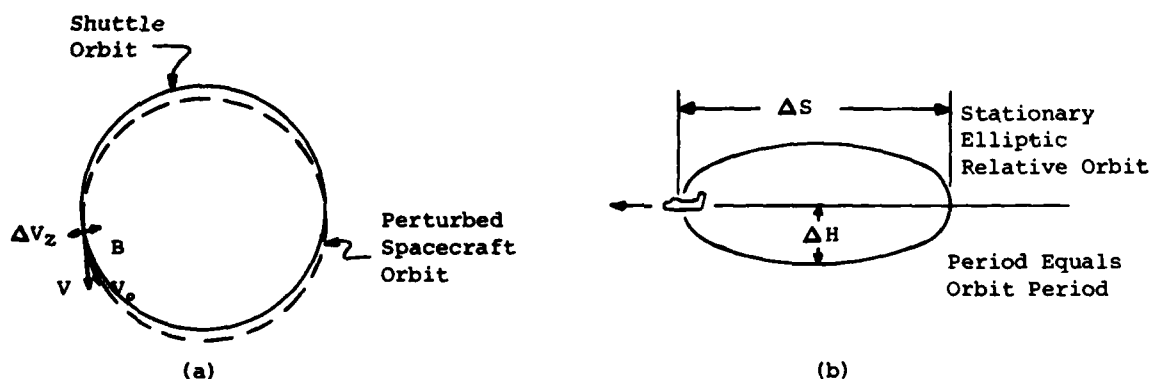 Shuttle
Orbit
ΔV_Z
B
V
V_o
Perturbed
Spacecraft
Orbit
(a)
ΔS
Stationary
Elliptic
Relative Orbit
ΔH
Period Equals
Orbit Period
(b)